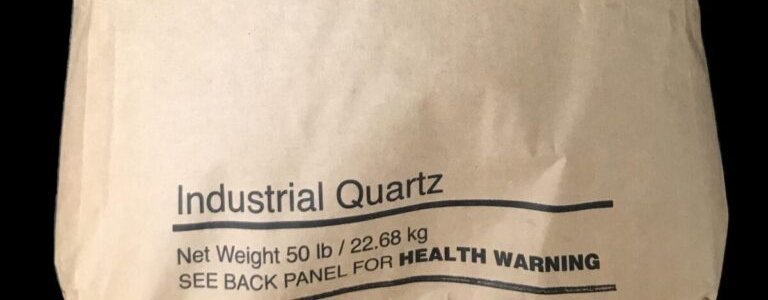 Industrial Quartz
Net Weight 50 lb / 22.68 kg
SEE BACK PANEL FOR HEALTH WARNING